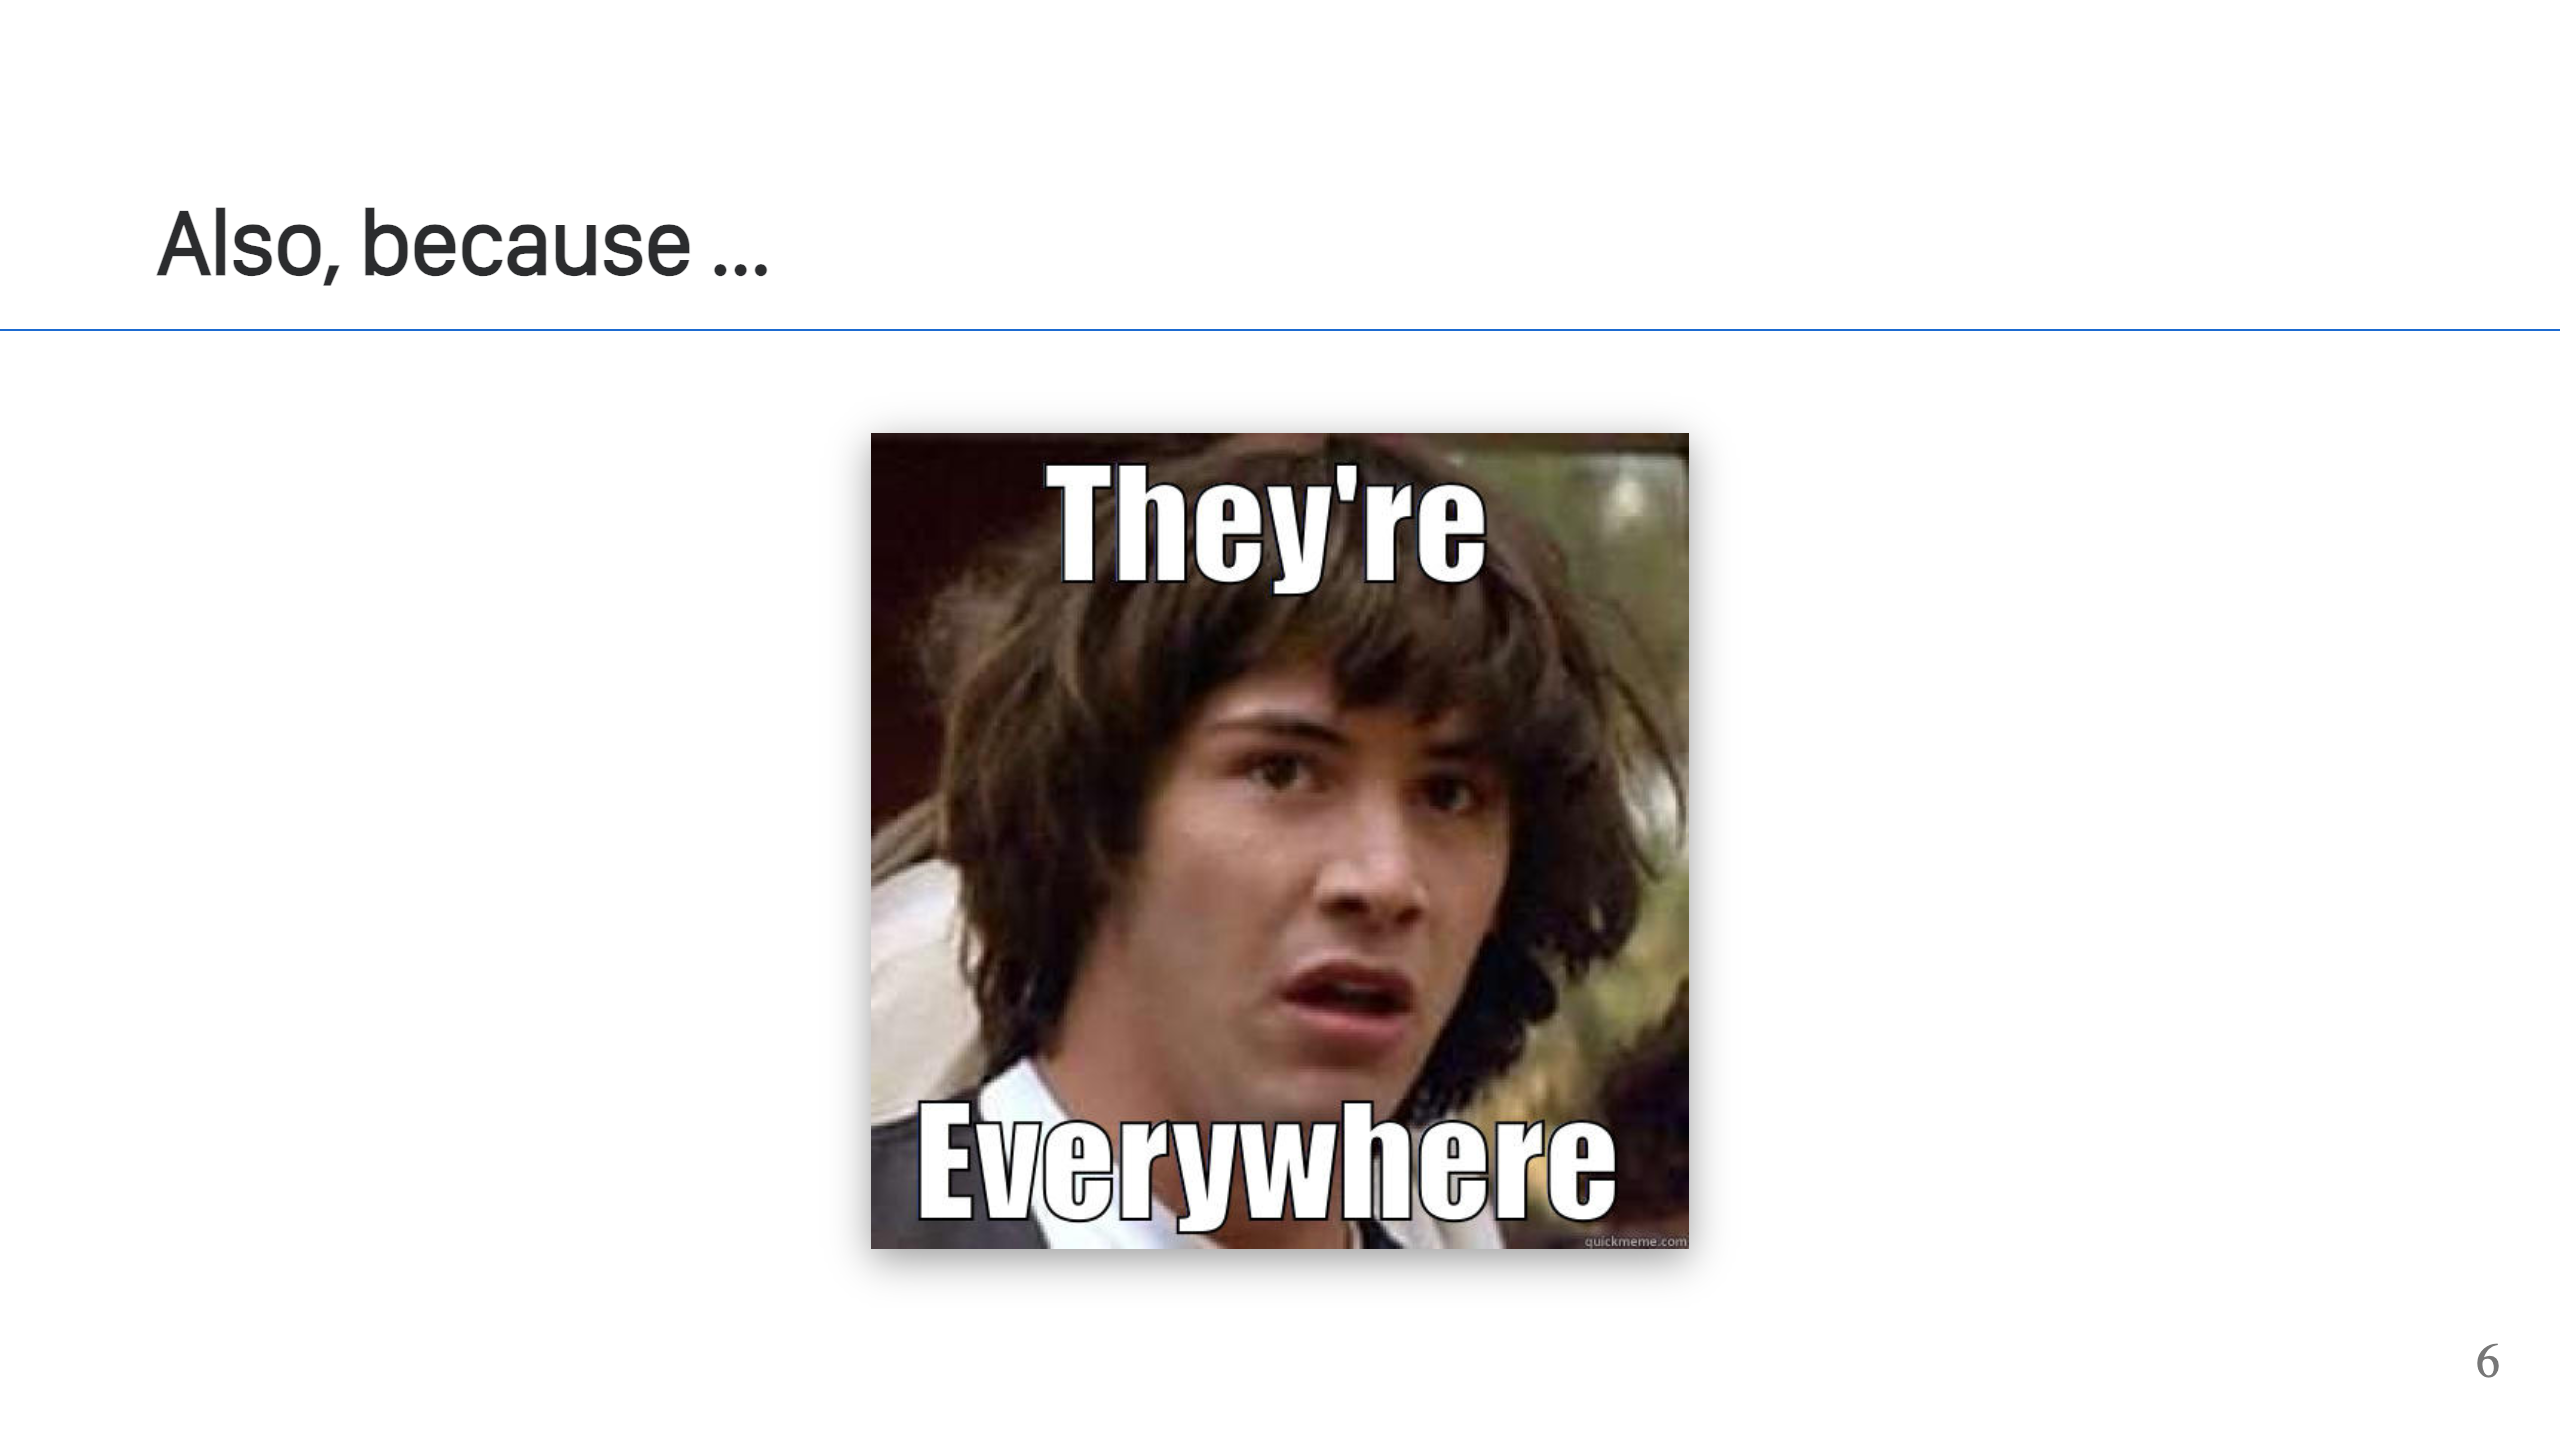 Also, because ...
They're
Everywhere
quickmeme.com
6